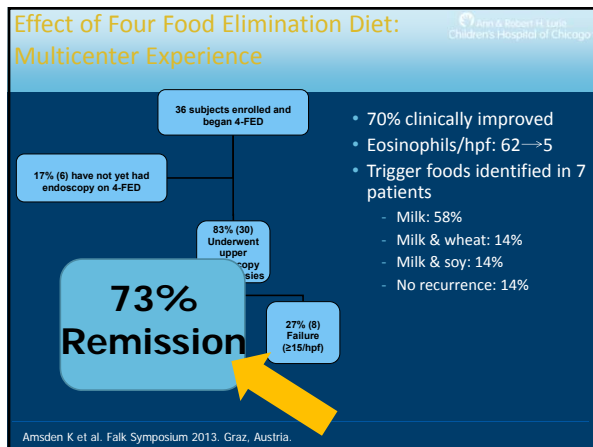 Effect of Four Food Elimination Diet:
Multicenter Experience
Ann & Robert H. Lurie
Children's Hospital of Chicago
36 subjects enrolled and
began 4-FED
17% (6) have not yet had
endoscopy on 4-FED
83% (30)
Underwent
upper
73%
Remission
27% (8)
Failure
(≥15/hpf)
• 70% clinically improved
• Eosinophils/hpf: 62→5
• Trigger foods identified in 7
patients
- Milk: 58%
- Milk & wheat: 14%
- Milk & soy: 14%
- No recurrence: 14%
Amsden K et al. Falk Symposium 2013. Graz, Austria.